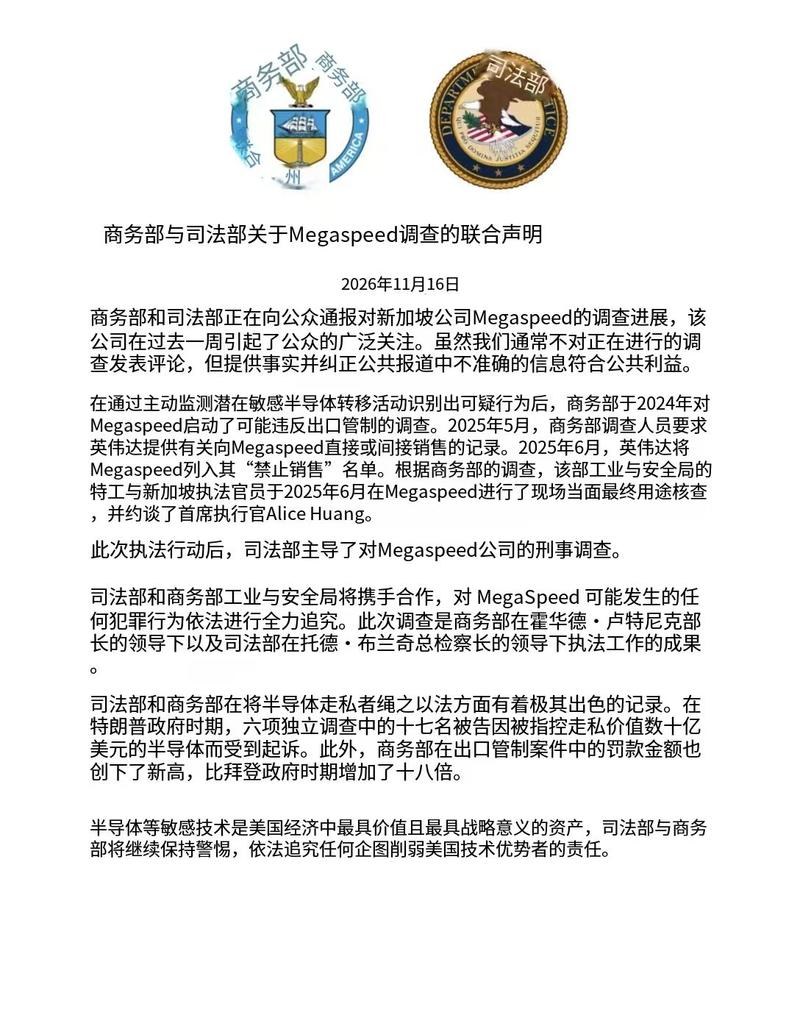 商务部 商务部
司法部
DEPARTM ICE
联合
州
AMERICA
QUI PRO DOMINA JUSTITIA SEQUITUR
商务部与司法部关于Megaspeed调查的联合声明
2026年11月16日
商务部和司法部正在向公众通报对新加坡公司Megaspeed的调查进展，该
公司在过去一周引起了公众的广泛关注。虽然我们通常不对正在进行的调
查发表评论，但提供事实并纠正公共报道中不准确的信息符合公共利益。
在通过主动监测潜在敏感半导体转移活动识别出可疑行为后，商务部于2024年对
Megaspeed启动了可能违反出口管制的调查。2025年5月，商务部调查人员要求
英伟达提供有关向Megaspeed直接或间接销售的记录。2025年6月，英伟达将
Megaspeed列入其“禁止销售”名单。根据商务部的调查，该部工业与安全局的
特工与新加坡执法官员于2025年6月在Megaspeed进行了现场当面最终用途核查
，并约谈了首席执行官Alice Huang。
此次执法行动后，司法部主导了对Megaspeed公司的刑事调查。
司法部和商务部工业与安全局将携手合作，对 MegaSpeed 可能发生的任
何犯罪行为依法进行全力追究。此次调查是商务部在霍华德·卢特尼克部
长的领导下以及司法部在托德·布兰奇总检察长的领导下执法工作的成果
。
司法部和商务部在将半导体走私者绳之以法方面有着极其出色的记录。在
特朗普政府时期，六项独立调查中的十七名被告因被指控走私价值数十亿
美元的半导体而受到起诉。此外，商务部在出口管制案件中的罚款金额也
创下了新高，比拜登政府时期增加了十八倍。
半导体等敏感技术是美国经济中最具价值且最具战略意义的资产，司法部与商务
部将继续保持警惕，依法追究任何企图削弱美国技术优势者的责任。